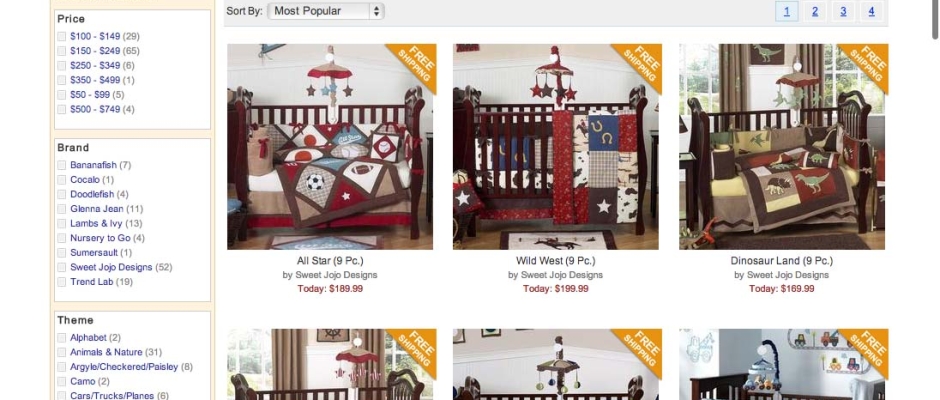 Sort By: Most Popular
1 2 3 4
Price
$100 - $149 (29)
$150 - $249 (65)
$250 - $349 (6)
$350 - $499 (1)
$50 - $99 (5)
$500 - $749 (4)
Brand
Bananafish (7)
Cocalo (1)
Doodlefish (4)
Glenna Jean (11)
Lambs & Ivy (13)
Nursery to Go (4)
Sumersault (1)
Sweet Jojo Designs (52)
Trend Lab (19)
Theme
Alphabet (2)
Animals & Nature (31)
Argyle/Checkered/Paisley (8)
Camo (2)
Cars/Trucks/Planes (6)
FREE
SHIPPING
FREE
SHIPPING
FREE
SHIPPING
All Star (9 Pc.)
by Sweet Jojo Designs
Today: $189.99
Wild West (9 Pc.)
by Sweet Jojo Designs
Today: $199.99
Dinosaur Land (9 Pc.)
by Sweet Jojo Designs
Today: $169.99
FREE
SHIPPING
FREE
SHIPPING
FREE
SHIPPING